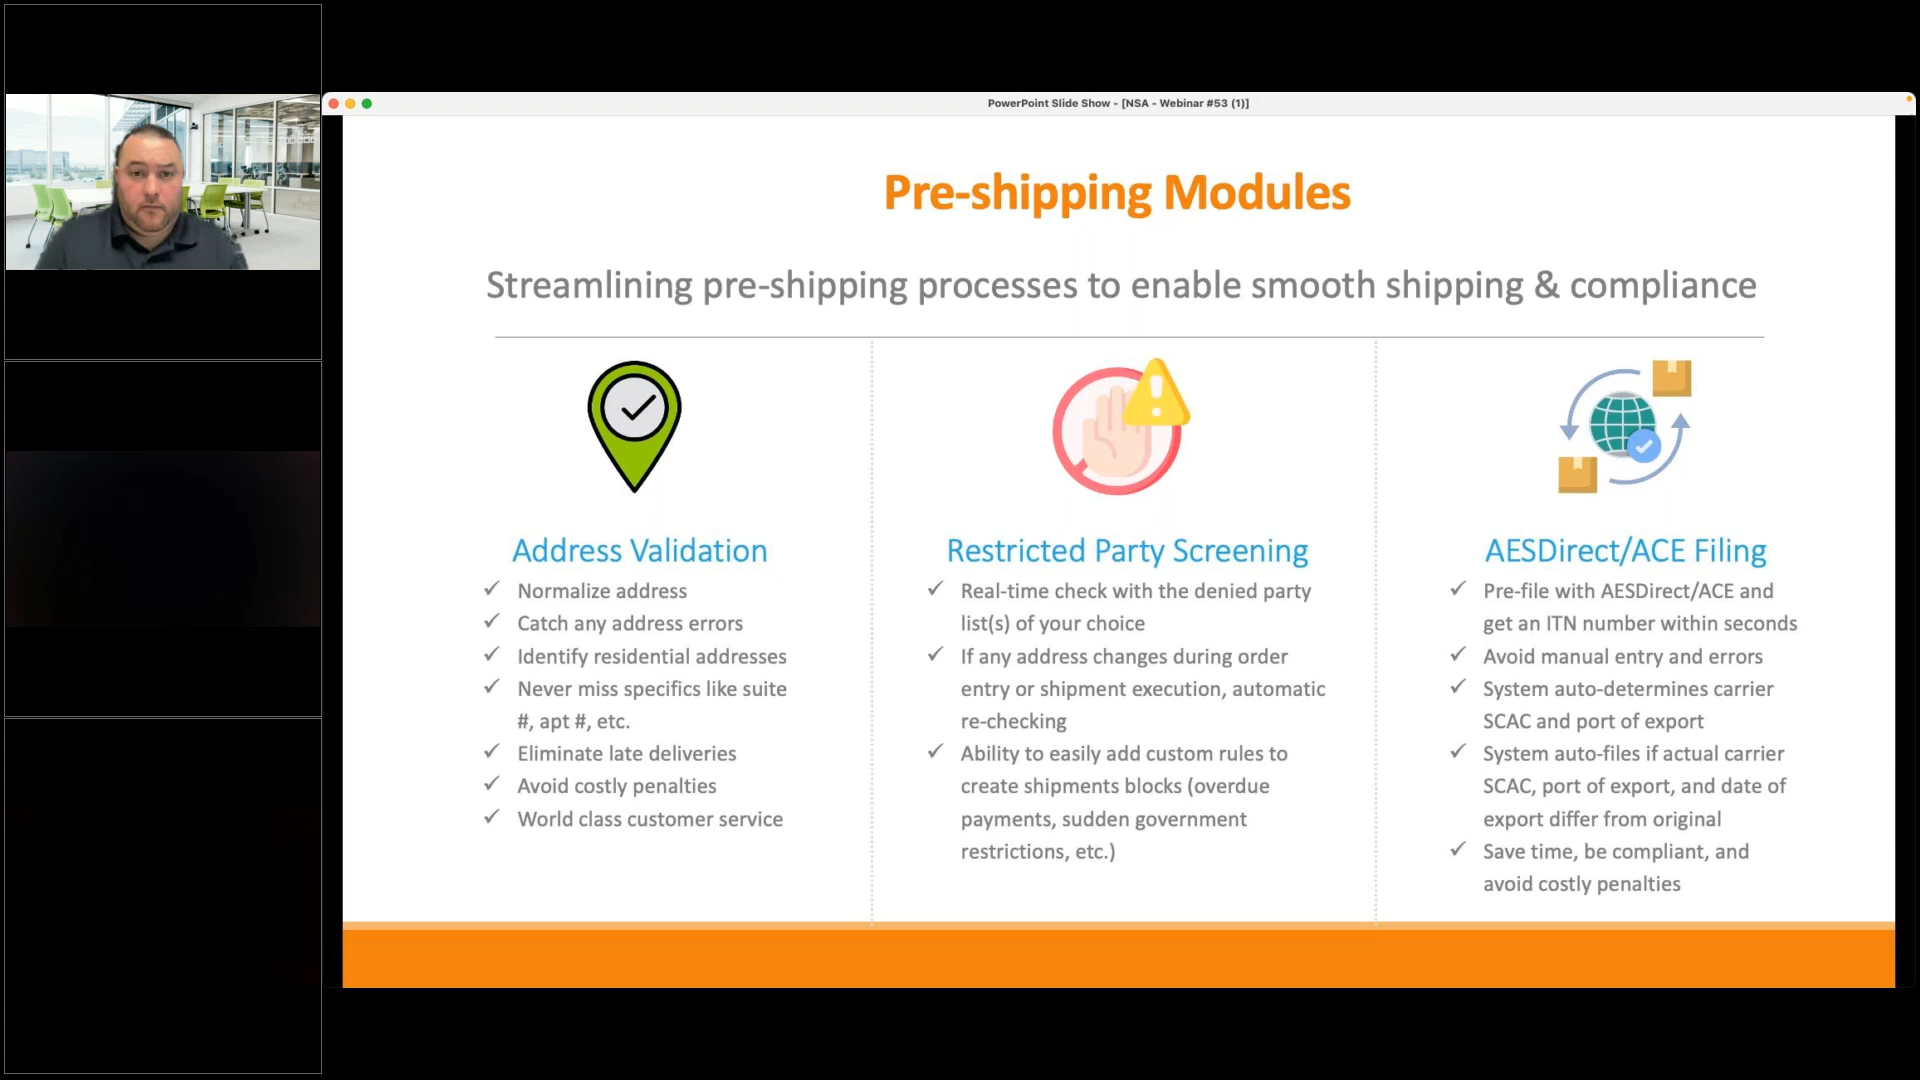 PowerPoint Slide Show - [NSA - Webinar #53 (1)]
Pre-shipping Modules
Streamlining pre-shipping processes to enable smooth shipping & compliance
Address Validation
✓ Normalize address
✓ Catch any address errors
✓ Identify residential addresses
✓ Never miss specifics like suite
#, apt #, etc.
✓ Eliminate late deliveries
✓ Avoid costly penalties
✓ World class customer service
Restricted Party Screening
✓ Real-time check with the denied party
list(s) of your choice
✓ If any address changes during order
entry or shipment execution, automatic
re-checking
✓ Ability to easily add custom rules to
create shipments blocks (overdue
payments, sudden government
restrictions, etc.)
AESDirect/ACE Filing
✓ Pre-file with AESDirect/ACE and
get an ITN number within seconds
✓ Avoid manual entry and errors
✓ System auto-determines carrier
SCAC and port of export
✓ System auto-files if actual carrier
SCAC, port of export, and date of
export differ from original
✓ Save time, be compliant, and
avoid costly penalties